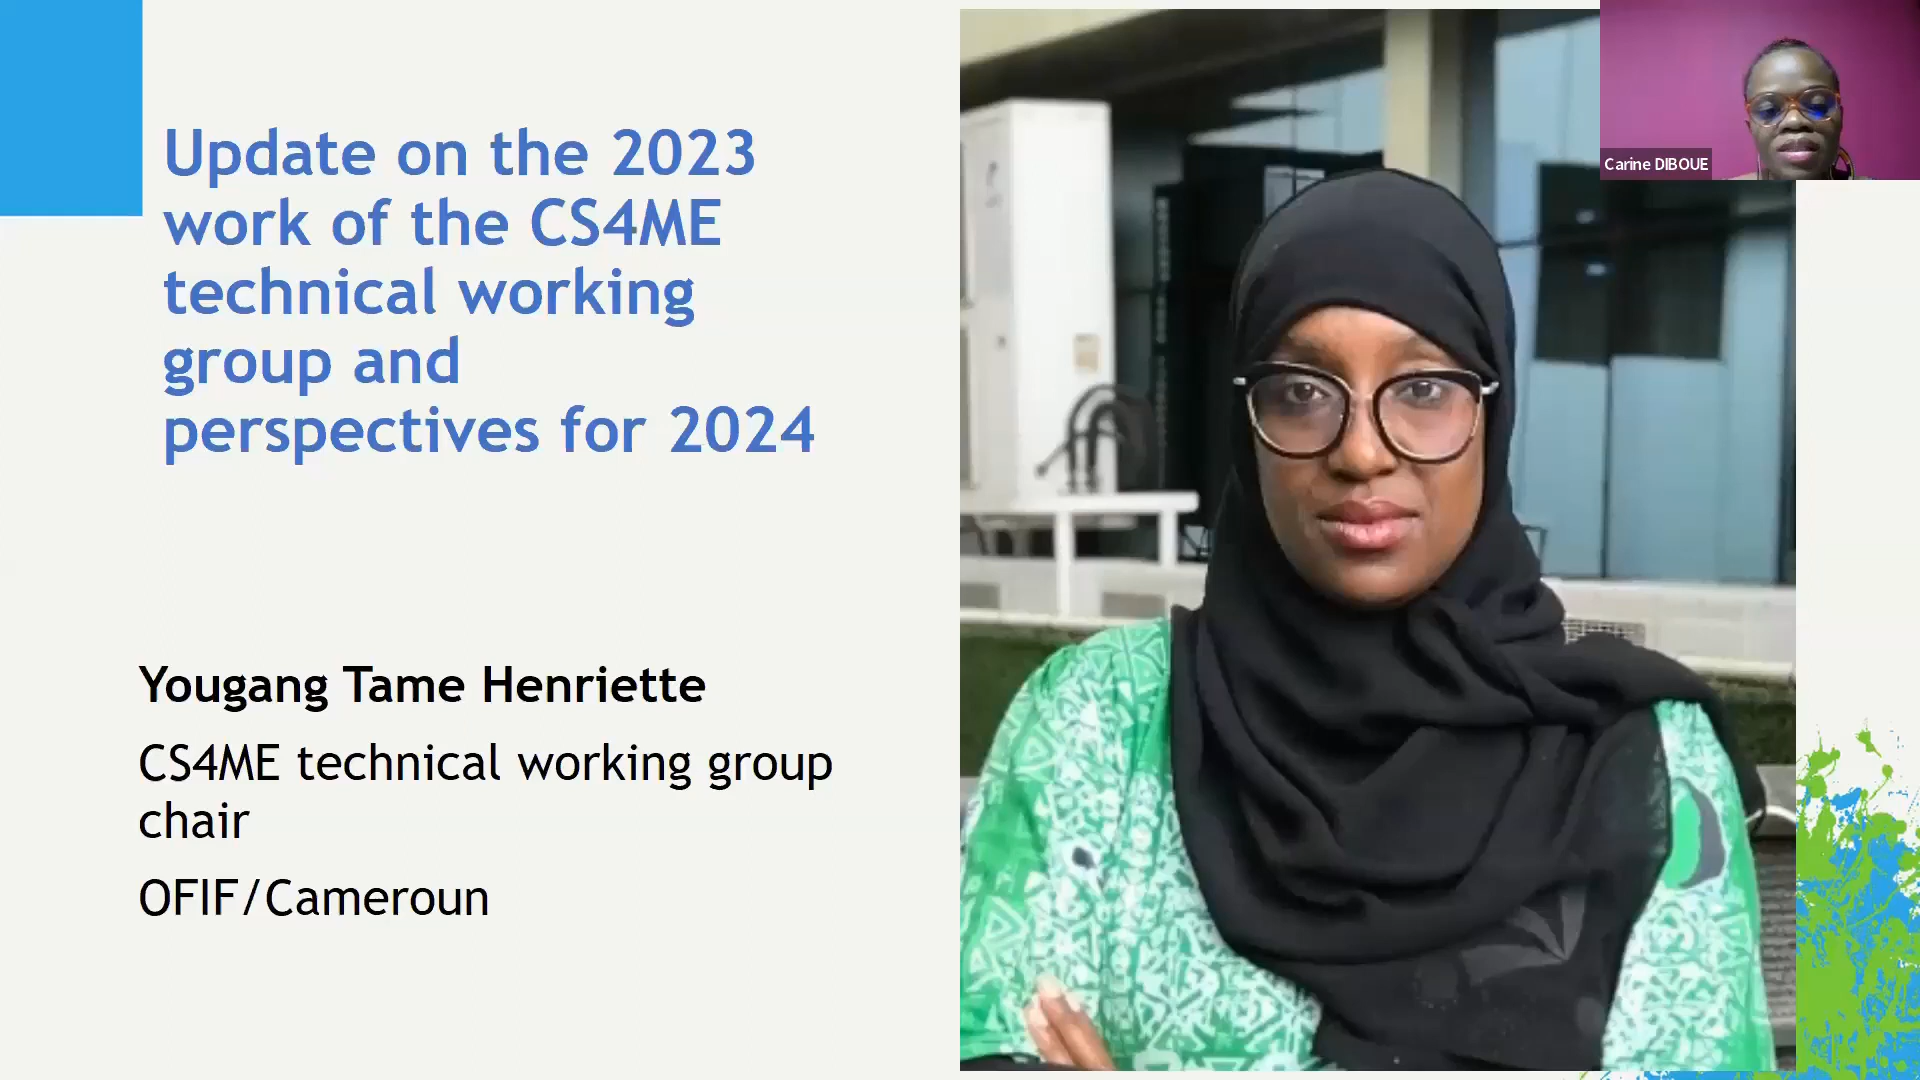 Update on the 2023
work of the CS4ME
technical working
group and
perspectives for 2024
Yougang Tame Henriette
CS4ME technical working group
chair
OFIF/Cameroun
Carine DIBOUE